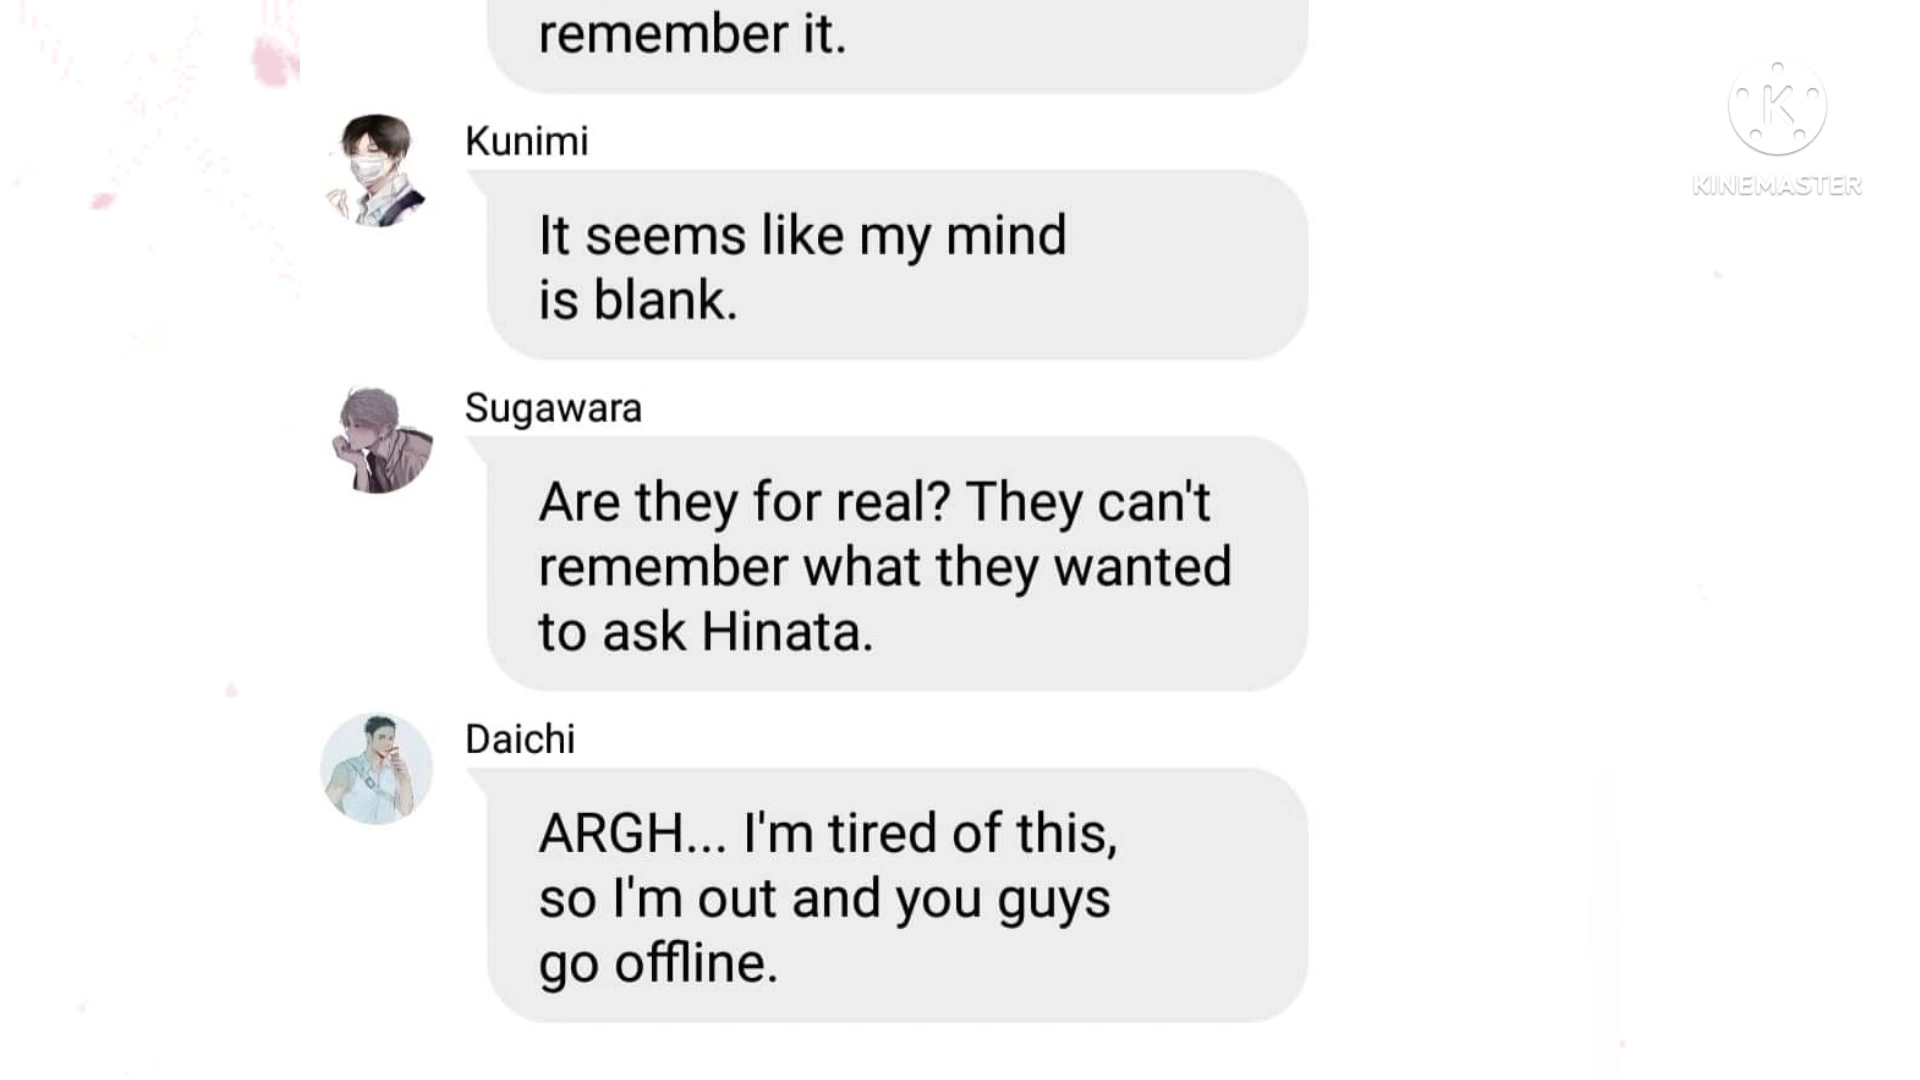 remember it.
Kunimi
It seems like my mind
is blank.
Sugawara
Are they for real? They can't
remember what they wanted
to ask Hinata.
Daichi
ARGH... I'm tired of this,
so I'm out and you guys
go offline.
K
KINEMASTER